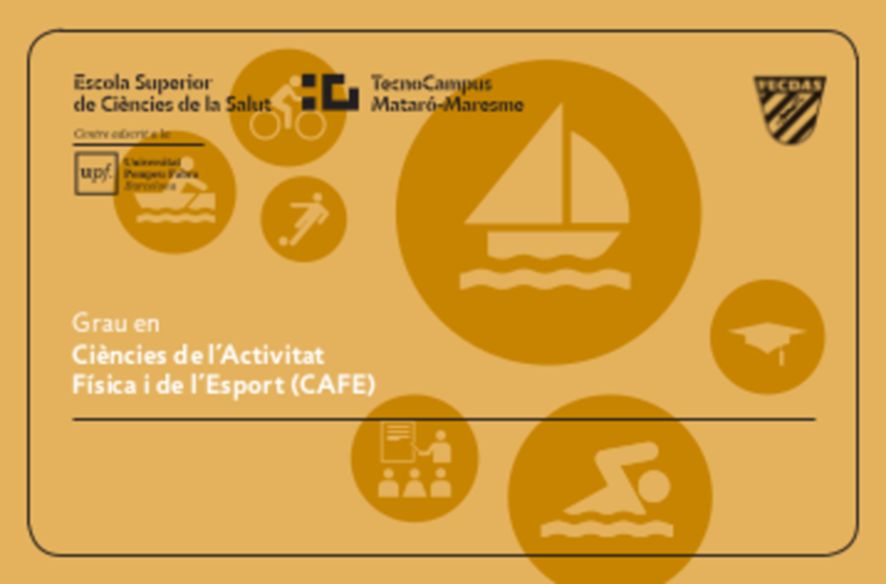 Escola Superior
de Ciències de la Salut
TecnoCampus
Mataró-Maresme
FECDAS
Centre adscrit a la
upf.
Universitat
Pompeu Fabra
Barcelona
Grau en
Ciències de l'Activitat
Física i de l'Esport (CAFE)